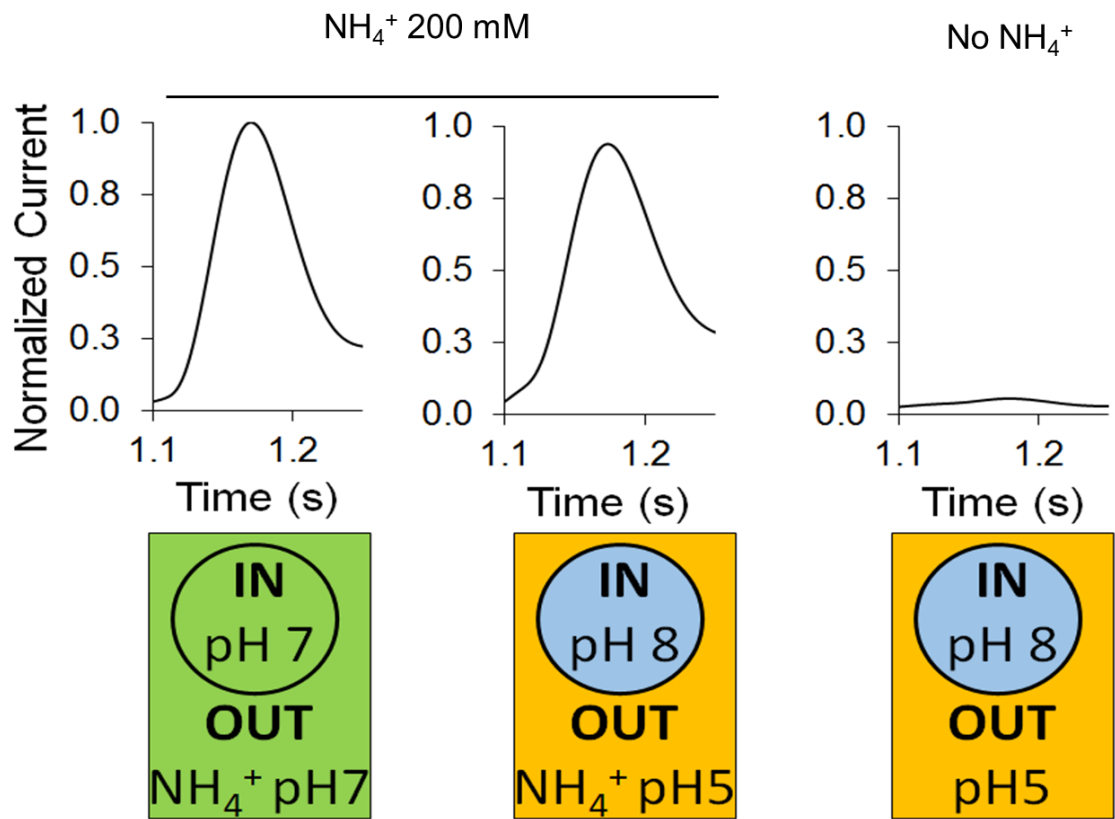 NH₄⁺ 200 mM
No NH₄⁺
Normalized Current
1.0
0.8
0.5
0.3
0.0
1.1
1.2
Time (s)
1.0
0.8
0.5
0.3
0.0
1.1
1.2
Time (s)
1.0
0.8
0.5
0.3
0.0
1.1
1.2
Time (s)
IN
pH 7
OUT
NH₄⁺ pH7
IN
pH 8
OUT
NH₄⁺ pH5
IN
pH 8
OUT
pH5